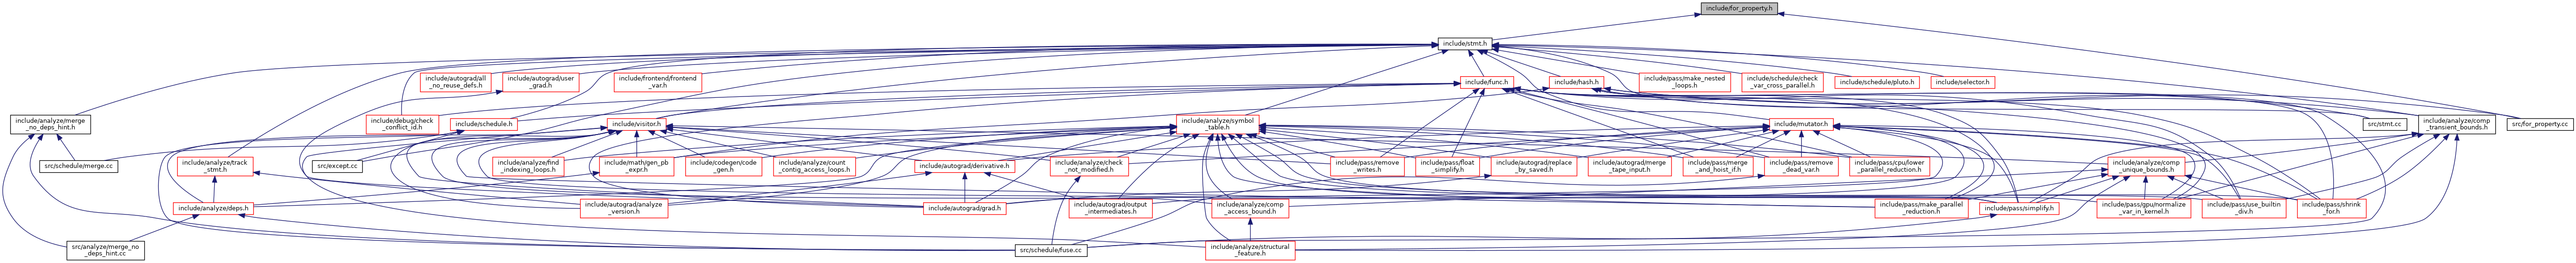 include/for_property.h
include/stmt.h
include/autograd/all
_no_reuse_defs.h
include/autograd/user
_grad.h
include/frontend/frontend
_var.h
include/func.h
include/hash.h
include/pass/make_nested
_loops.h
include/schedule/check
_var_cross_parallel.h
include/schedule/pluto.h
include/selector.h
include/analyze/merge
_no_deps_hint.h
include/debug/check
_conflict_id.h
include/schedule.h
include/visitor.h
include/analyze/symbol
_table.h
include/mutator.h
src/stmt.cc
include/analyze/comp
_transient_bounds.h
src/for_property.cc
src/schedule/merge.cc
include/analyze/track
_stmt.h
src/except.cc
include/analyze/find
_indexing_loops.h
include/math/gen_pb
_expr.h
include/codegen/code
_gen.h
include/analyze/count
_contig_access_loops.h
include/autograd/derivative.h
include/analyze/check
_not_modified.h
include/pass/remove
_writes.h
include/pass/float
_simplify.h
include/autograd/replace
_by_saved.h
include/autograd/merge
_tape_input.h
include/pass/merge
_and_hoist_if.h
include/pass/remove
_dead_var.h
include/pass/cpu/lower
_parallel_reduction.h
include/analyze/comp
_unique_bounds.h
include/analyze/deps.h
include/autograd/analyze
_version.h
include/autograd/grad.h
include/autograd/output
_intermediates.h
include/analyze/comp
_access_bound.h
include/pass/make_parallel
_reduction.h
include/pass/simplify.h
include/pass/gpu/normalize
_var_in_kernel.h
include/pass/use_builtin
_div.h
include/pass/shrink
_for.h
src/analyze/merge_no
_deps_hint.cc
src/schedule/fuse.cc
include/analyze/structural
_feature.h